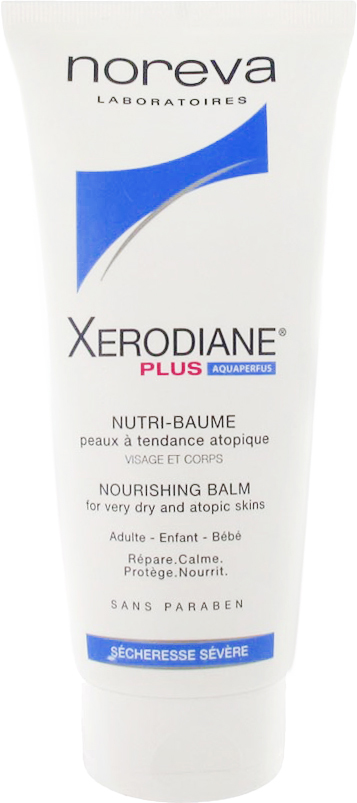 noreva
LABORATOIRES
XERODIANE®
PLUS AQUAPERFUS
NUTRI-BAUME
peaux à tendance atopique
VISAGE ET CORPS
NOURISHING BALM
for very dry and atopic skins
Adulte - Enfant - Bébé
Répare.Calme.
Protège.Nourrit.
SANS PARABEN
SÉCHERESSE SÉVÈRE